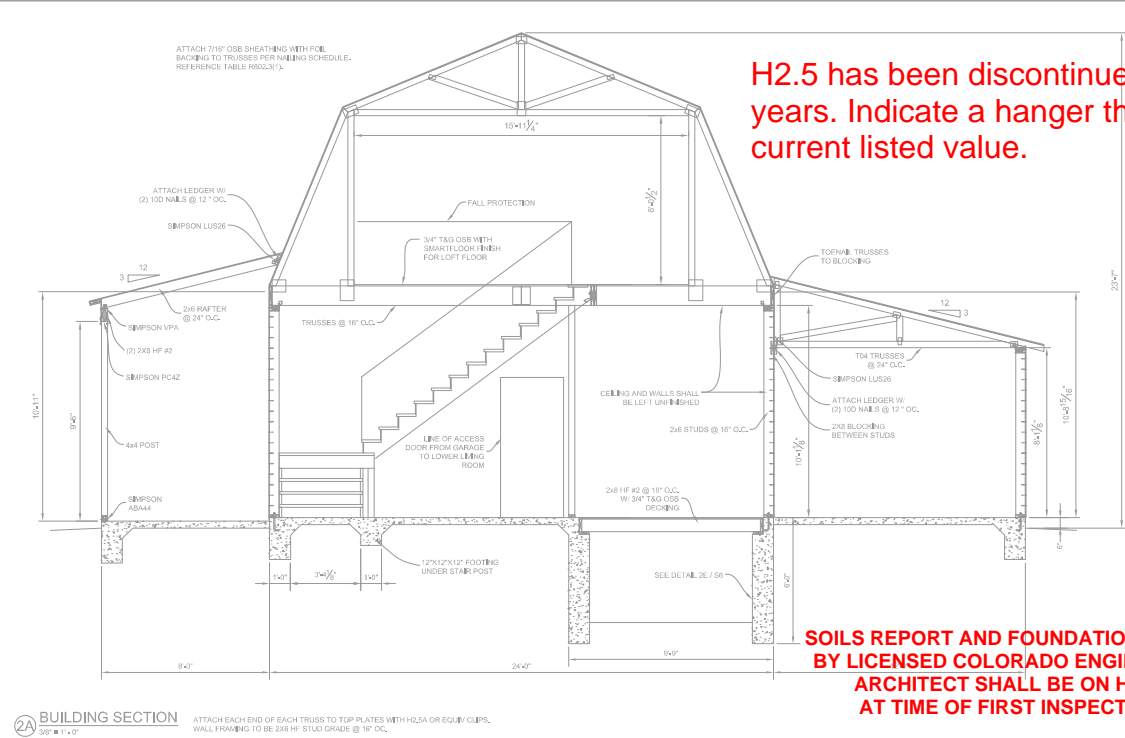 ATTACH 7/16" OSB SHEATHING WITH FOIL
BACKING TO TRUSSES PER NAILING SCHEDULE.
REFERENCE TABLE R602.3(1).
H2.5 has been discontinue
years. Indicate a hanger th
current listed value.
15'-11 1/4"
8'-0 1/2"
23'-7"
ATTACH LEDGER W/
(2) 10D NAILS @ 12" OC.
SIMPSON LUS26
FALL PROTECTION
3/4" T&G OSB WITH
SMARTFLOOR FINISH
FOR LOFT FLOOR
TOENAIL TRUSSES
TO BLOCKING
12
3
2x6 RAFTER
@ 24" O.C.
TRUSSES @ 16" O.C.
12
3
SIMPSON VPA
(2) 2X8 HF #2
SIMPSON PC4Z
T04 TRUSSES
@ 24" O.C.
SIMPSON LUS26
ATTACH LEDGER W/
(2) 10D NAILS @ 12" OC.
2X8 BLOCKING
BETWEEN STUDS
CEILING AND WALLS SHALL
BE LEFT UNFINISHED
2x6 STUDS @ 16" O.C.
10'-11"
9'-6"
4x4 POST
LINE OF ACCESS
DOOR FROM GARAGE
TO LOWER LIVING
ROOM
10'-1 1/8"
8'-1 1/8"
10'-8 15/16"
SIMPSON
ABA44
2x8 HF #2 @ 16" O.C.
W/ 3/4" T&G OSB
DECKING
6"
12"X12"X12" FOOTING
UNDER STAIR POST
SEE DETAIL 2E / S6
6'-0"
1'-0"
1'-0"
9'-9"
8'-0"
24'-0"
SOILS REPORT AND FOUNDATIO
BY LICENSED COLORADO ENGI
ARCHITECT SHALL BE ON H
AT TIME OF FIRST INSPECT
2A BUILDING SECTION
3/8" = 1'-0"
ATTACH EACH END OF EACH TRUSS TO TOP PLATES WITH H2.5A OR EQUIV CLIPS.
WALL FRAMING TO BE 2X6 HF STUD GRADE @ 16" OC.